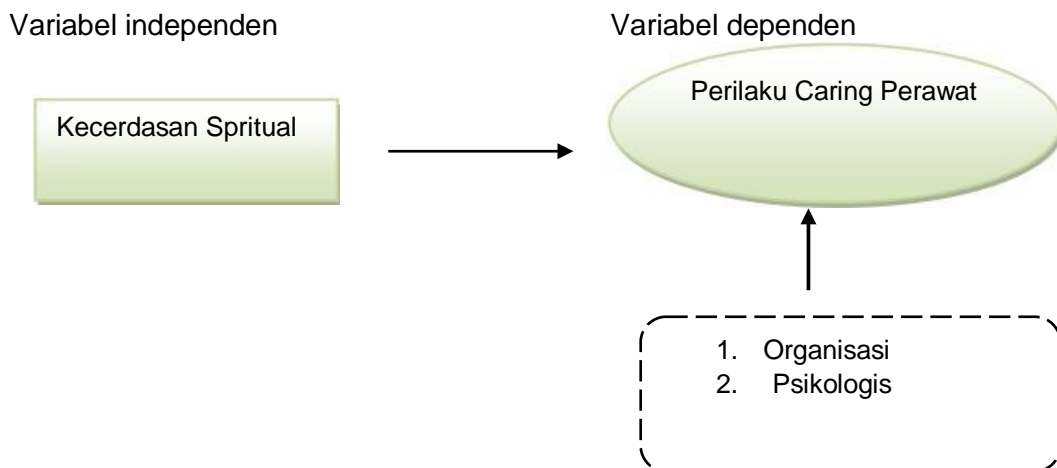 Variabel independen
Variabel dependen
Kecerdasan Spritual
Perilaku Caring Perawat
1. Organisasi
2. Psikologis